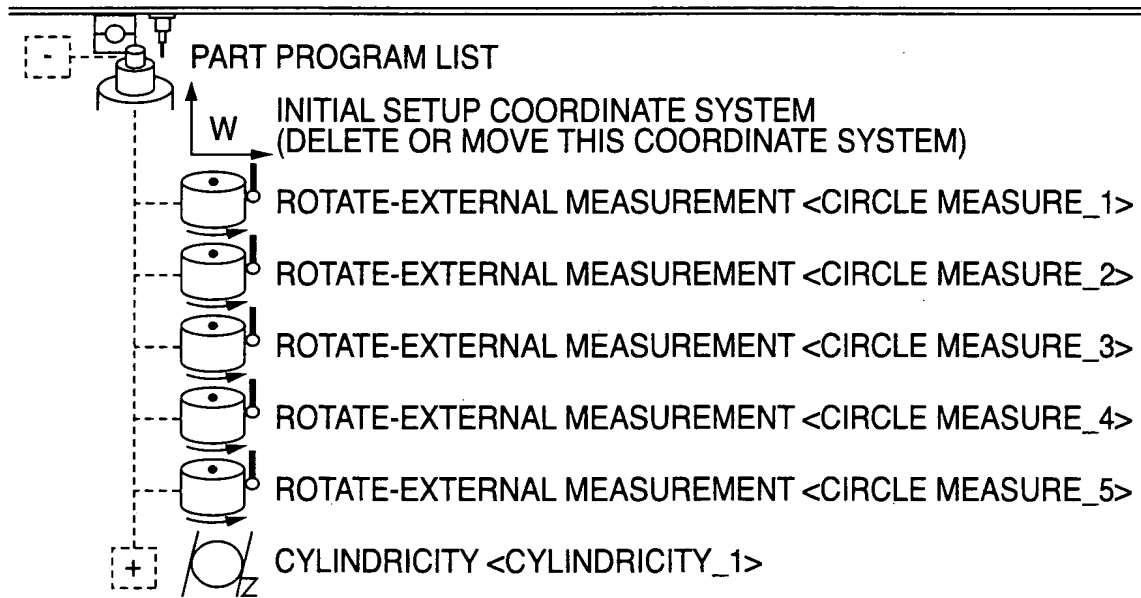 -
PART PROGRAM LIST
W
INITIAL SETUP COORDINATE SYSTEM
(DELETE OR MOVE THIS COORDINATE SYSTEM)
ROTATE-EXTERNAL MEASUREMENT <CIRCLE MEASURE_1>
ROTATE-EXTERNAL MEASUREMENT <CIRCLE MEASURE_2>
ROTATE-EXTERNAL MEASUREMENT <CIRCLE MEASURE_3>
ROTATE-EXTERNAL MEASUREMENT <CIRCLE MEASURE_4>
ROTATE-EXTERNAL MEASUREMENT <CIRCLE MEASURE_5>
+
Z
CYLINDRICITY <CYLINDRICITY_1>